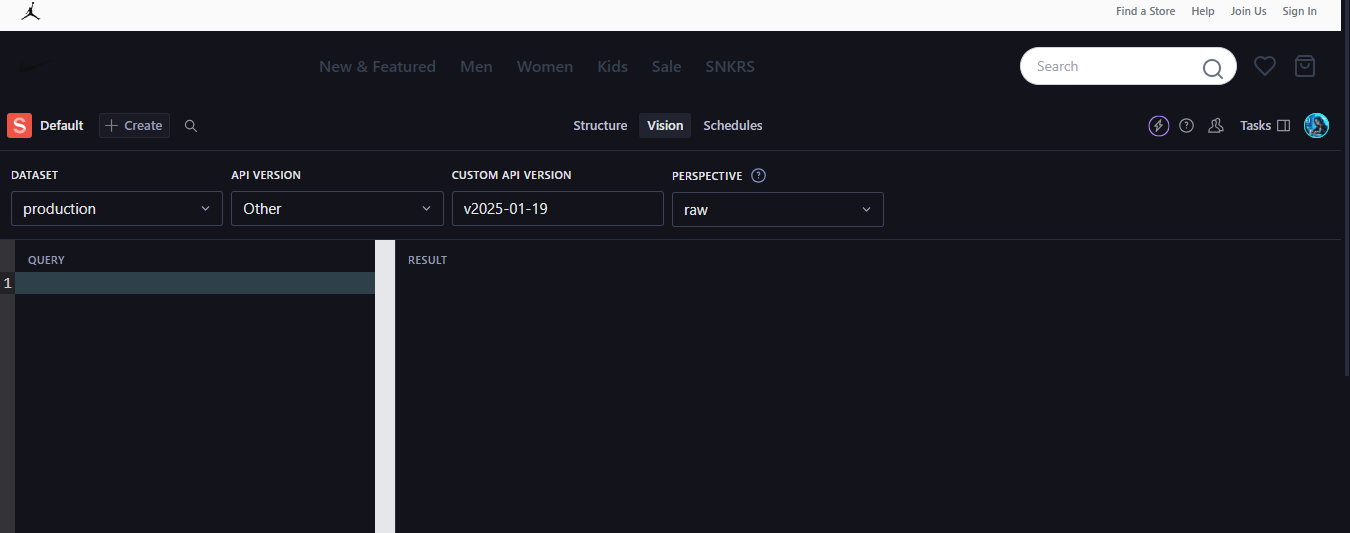 Find a Store Help Join Us Sign In
New & Featured Men Women Kids Sale SNKRS Search
S Default + Create Structure Vision Schedules Tasks
DATASET API VERSION CUSTOM API VERSION PERSPECTIVE ?
production Other v2025-01-19 raw
QUERY RESULT
1